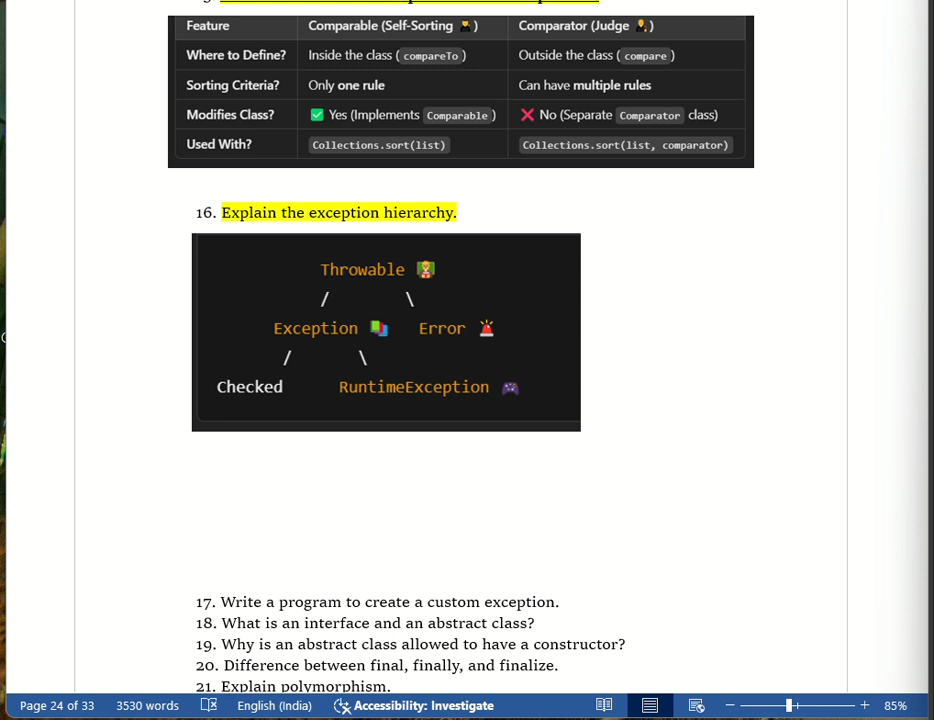 Feature Comparable (Self-Sorting ) Comparator (Judge )
Where to Define? Inside the class ( compareTo ) Outside the class ( compare )
Sorting Criteria? Only one rule Can have multiple rules
Modifies Class? ✅ Yes (Implements Comparable ) ❌ No (Separate Comparator class)
Used With? Collections.sort(list) Collections.sort(list, comparator)
16. Explain the exception hierarchy.
Throwable
/ \
Exception Error
/ \
Checked RuntimeException
17. Write a program to create a custom exception.
18. What is an interface and an abstract class?
19. Why is an abstract class allowed to have a constructor?
20. Difference between final, finally, and finalize.
21. Explain polymorphism.
Page 24 of 33 3530 words English (India) Accessibility: Investigate 85%